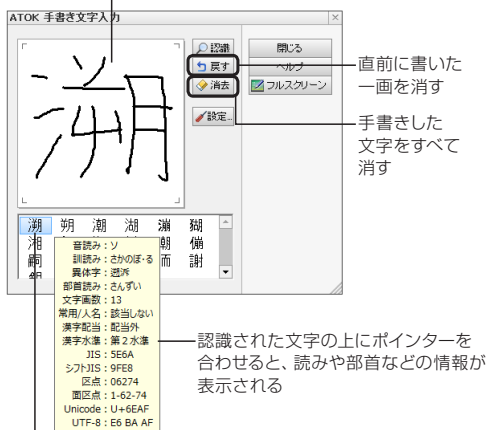 ATOK 手書き文字入力
溯
認識
戻す
消去
設定...
閉じる
ヘルプ
フルスクリーン
直前に書いた
一画を消す
手書きした
文字をすべて
消す
溯 朔 潮 湖 漰 猢
湘 朝 傰
嗣 而 謝
音読み：ソ
訓読み：さかのぼ・る
異体字：遡泝
部首読み：さんずい
文字画数：13
常用/人名：該当しない
漢字配当：配当外
漢字水準：第２水準
JIS：5E6A
シフトJIS：9FE8
区点：06274
面区点：1-62-74
Unicode：U+6EAF
UTF-8：E6 BA AF
認識された文字の上にポインターを
合わせると、読みや部首などの情報が
表示される